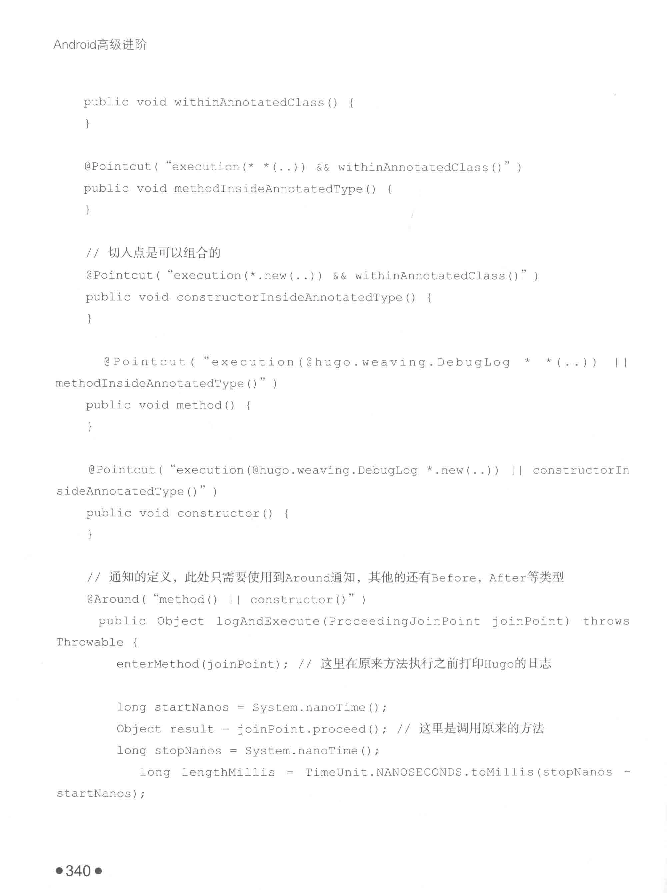 Android高级进阶
public void withinAnnotatedClass() {
}
@Pointcut( “execution(* *(..)) && withinAnnotatedClass()” )
public void methodInsideAnnotatedType() {
}
// 切入点是可以组合的
@Pointcut( “execution(*.new(..)) && withinAnnotatedClass()” )
public void constructorInsideAnnotatedType() {
}
@Pointcut( “execution(@hugo.weaving.DebugLog * *(..)) ||
methodInsideAnnotatedType()” )
public void method() {
}
@Pointcut( “execution(@hugo.weaving.DebugLog *.new(..)) || constructorIn
sideAnnotatedType()” )
public void constructor() {
}
// 通知的定义，此处只需要使用到Around通知，其他的还有Before，After等类型
@Around( “method() || constructor()” )
public Object logAndExecute(ProceedingJoinPoint joinPoint) throws
Throwable {
enterMethod(joinPoint); // 这里在原来方法执行之前打印Hugo的日志
long startNanos = System.nanoTime();
Object result = joinPoint.proceed(); // 这里是调用原来的方法
long stopNanos = System.nanoTime();
long lengthMillis = TimeUnit.NANOSECONDS.toMillis(stopNanos -
startNanos);
●340●